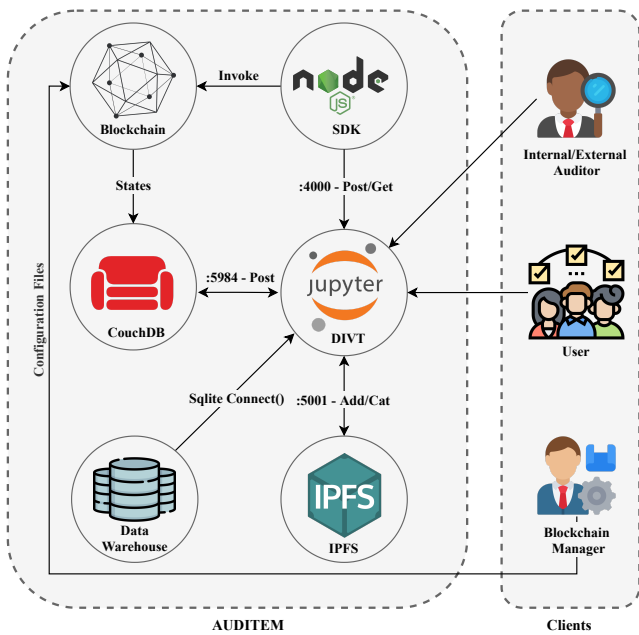 node
JS
Invoke
Blockchain
SDK
Internal/External
Auditor
States
:4000 - Post/Get
Configuration Files
:5984 - Post
jupyter
CouchDB
DIVT
...
User
Sqlite Connect()
:5001 - Add/Cat
IPFS
Data
Warehouse
IPFS
Blockchain
Manager
AUDITEM
Clients